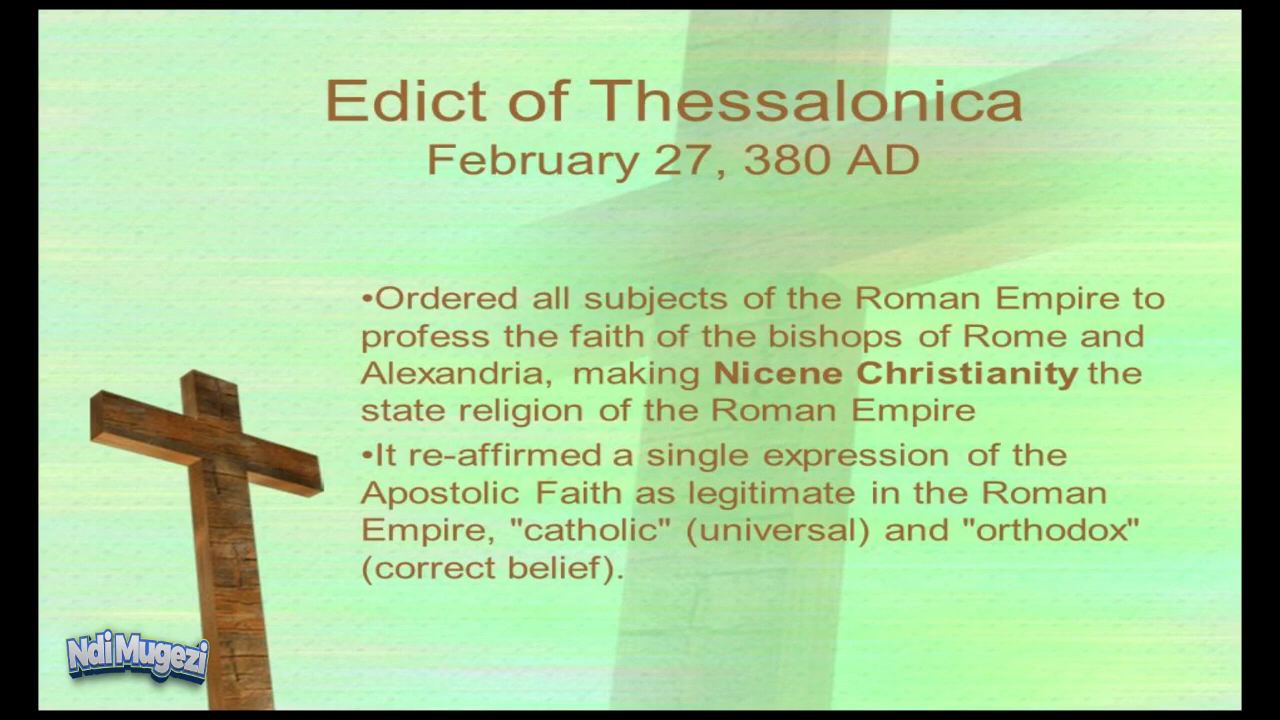 Edict of Thessalonica
February 27, 380 AD
•Ordered all subjects of the Roman Empire to
profess the faith of the bishops of Rome and
Alexandria, making Nicene Christianity the
state religion of the Roman Empire
•It re-affirmed a single expression of the
Apostolic Faith as legitimate in the Roman
Empire, "catholic" (universal) and "orthodox"
(correct belief).
Ndi Mugezi